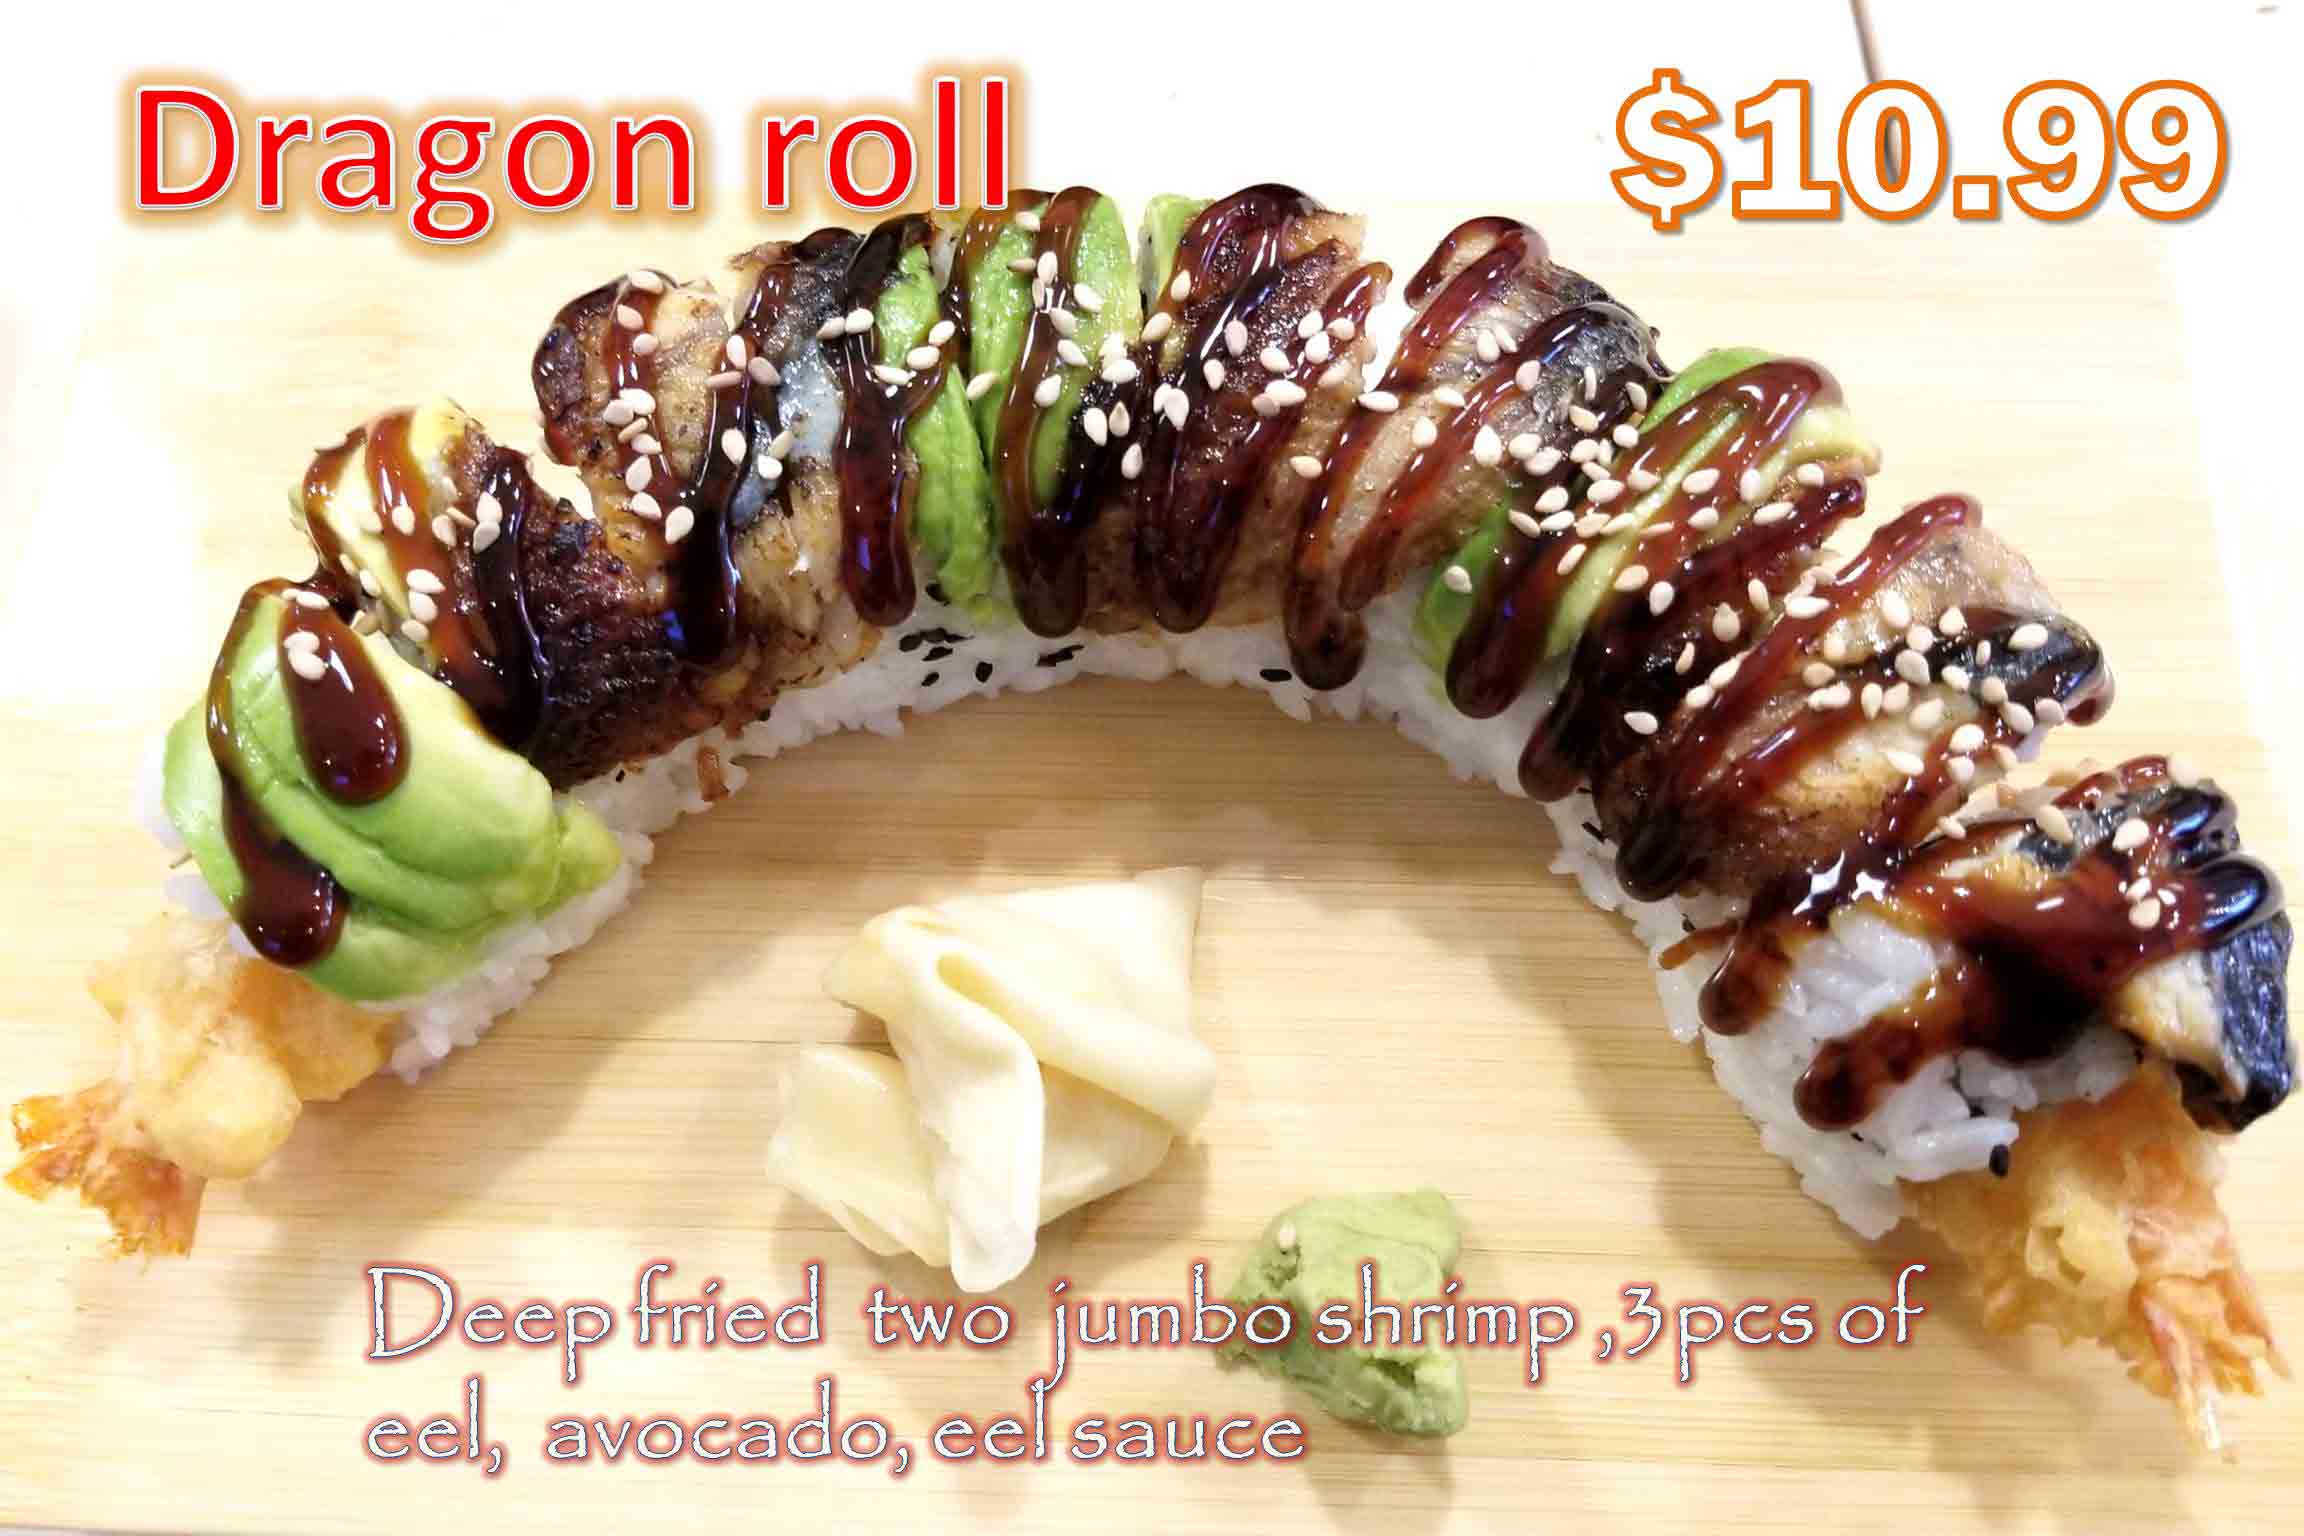 Dragon roll $10.99
Deep fried two jumbo shrimp ,3pcs of
eel, avocado, eel sauce